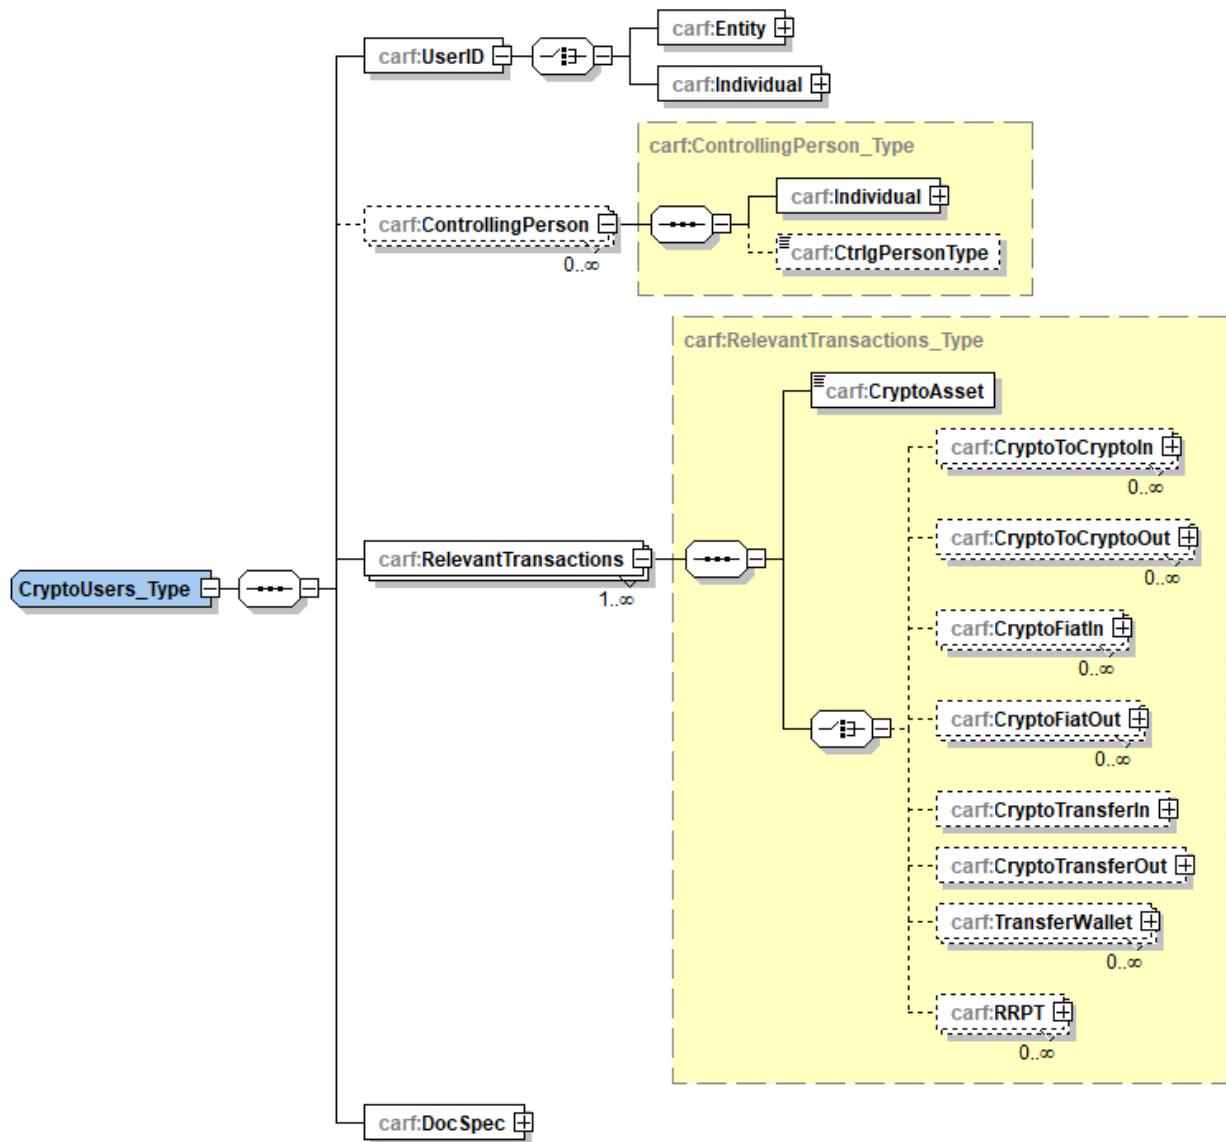 carf:Entity
carf:UserID
carf:Individual
carf:ControllingPerson_Type
carf:Individual
carf:ControllingPerson
0..∞
carf:CtrlgPersonType
carf:RelevantTransactions_Type
carf:CryptoAsset
carf:CryptoToCryptoIn
0..∞
carf:CryptoToCryptoOut
0..∞
carf:RelevantTransactions
1..∞
CryptoUsers_Type
carf:CryptoFiatIn
0..∞
carf:CryptoFiatOut
0..∞
carf:CryptoTransferIn
carf:CryptoTransferOut
carf:TransferWallet
0..∞
carf:RRPT
0..∞
carf:DocSpec